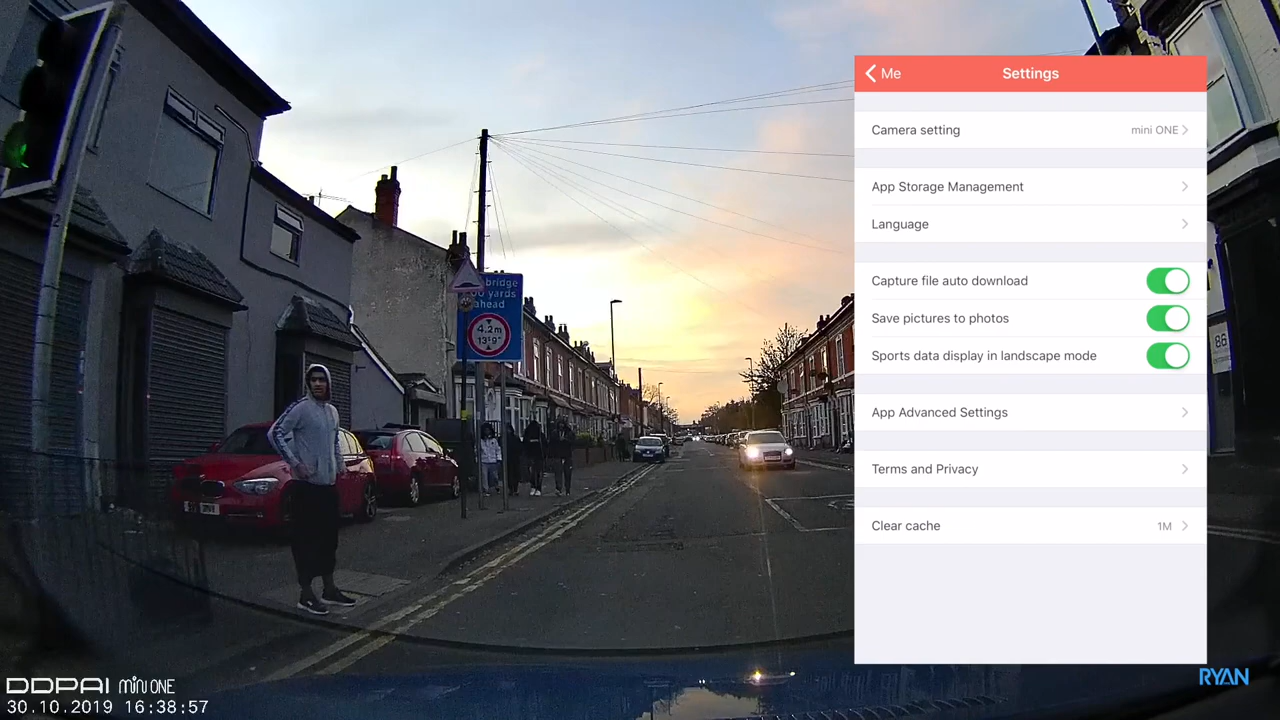 bridge
yards
ahead
4.2m
13'9"
86
Me
Settings
Camera setting
mini ONE
App Storage Management
Language
Capture file auto download
Save pictures to photos
Sports data display in landscape mode
App Advanced Settings
Terms and Privacy
Clear cache
1M
DDPAI mini ONE
30.10.2019 16:38:57
RYAN